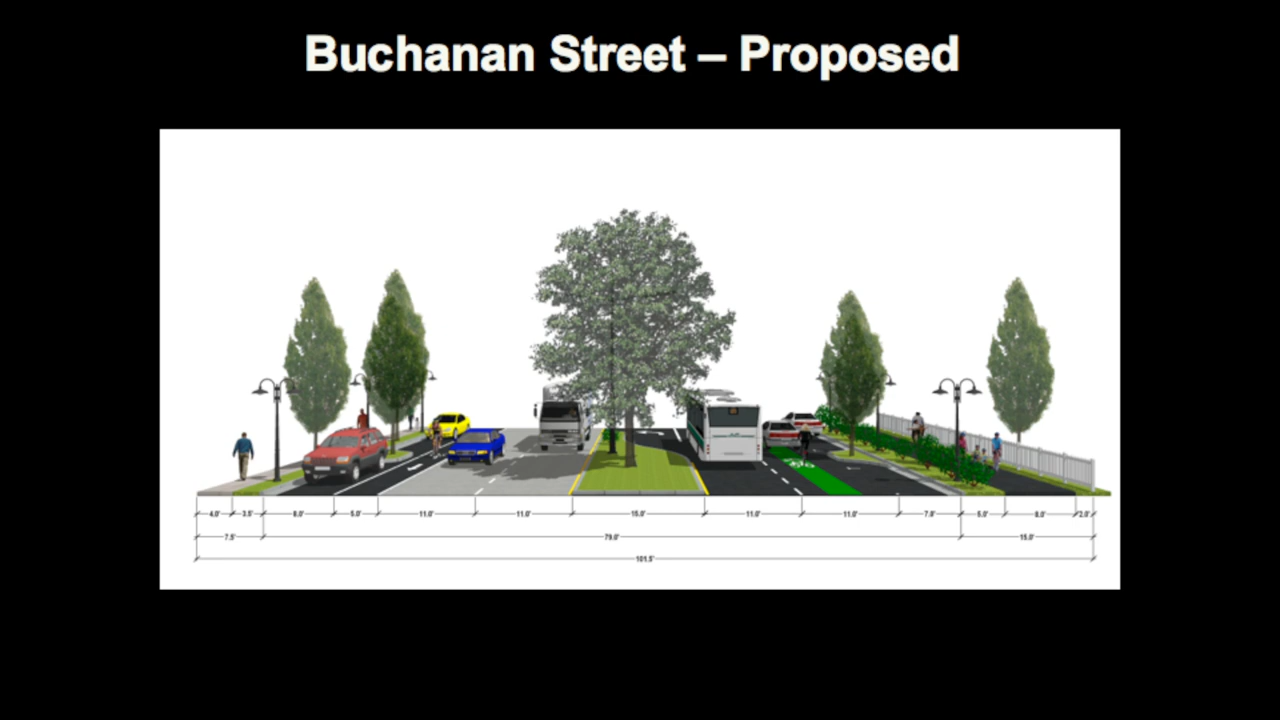 Buchanan Street – Proposed
4.0' 3.5' 8.0' 5.0' 11.0' 11.0' 15.0' 11.0' 11.0' 7.0' 5.0' 8.0' 2.0'
7.5' 79.0' 15.0'
101.5'